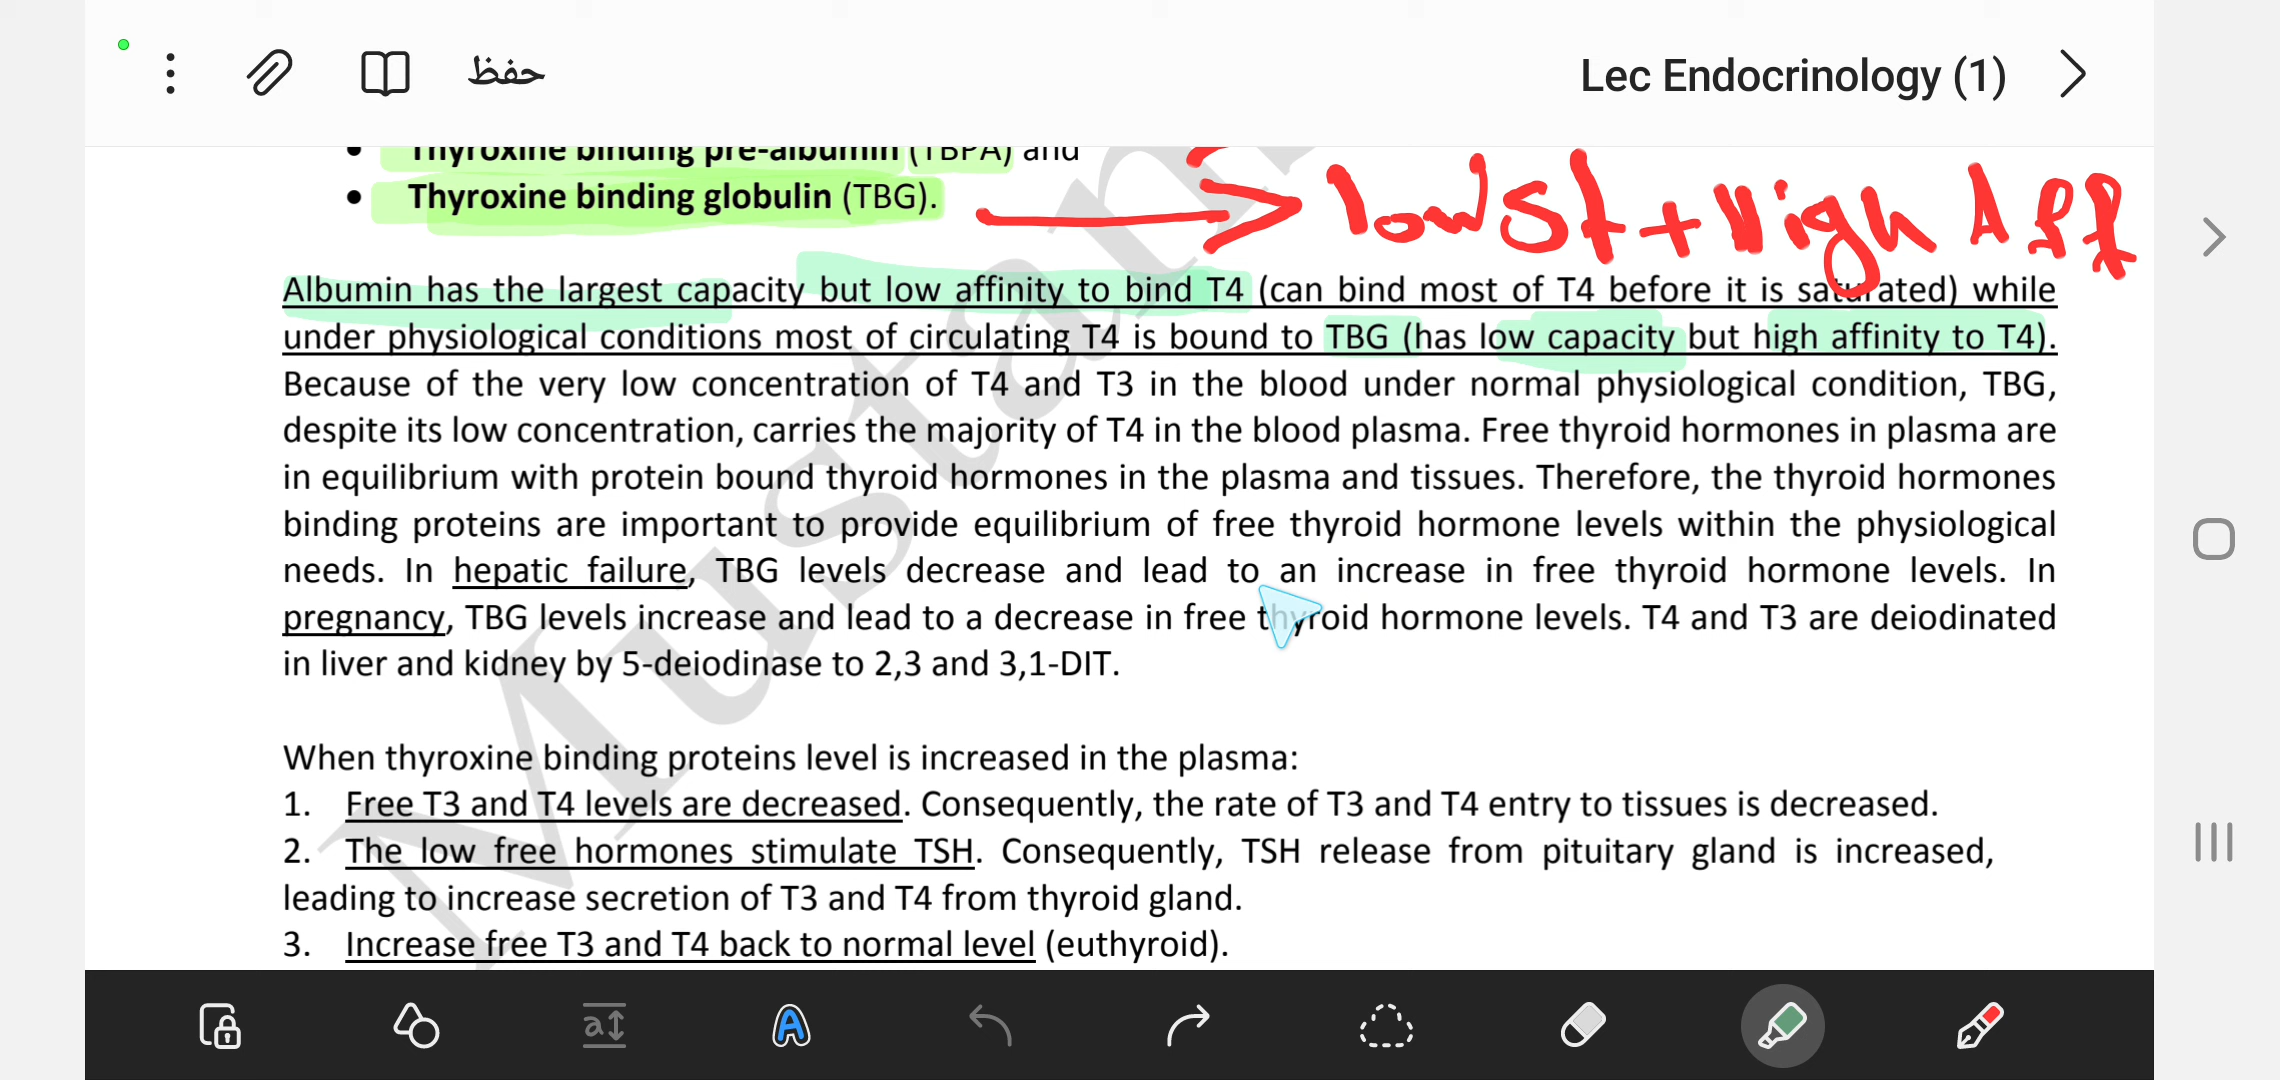 حفظ
Lec Endocrinology (1)
• Thyroxine binding pre-albumin (TBPA) and
• Thyroxine binding globulin (TBG).
low St + High Aff
Albumin has the largest capacity but low affinity to bind T4 (can bind most of T4 before it is saturated) while
under physiological conditions most of circulating T4 is bound to TBG (has low capacity but high affinity to T4).
Because of the very low concentration of T4 and T3 in the blood under normal physiological condition, TBG,
despite its low concentration, carries the majority of T4 in the blood plasma. Free thyroid hormones in plasma are
in equilibrium with protein bound thyroid hormones in the plasma and tissues. Therefore, the thyroid hormones
binding proteins are important to provide equilibrium of free thyroid hormone levels within the physiological
needs. In hepatic failure, TBG levels decrease and lead to an increase in free thyroid hormone levels. In
pregnancy, TBG levels increase and lead to a decrease in free thyroid hormone levels. T4 and T3 are deiodinated
in liver and kidney by 5-deiodinase to 2,3 and 3,1-DIT.
When thyroxine binding proteins level is increased in the plasma:
1. Free T3 and T4 levels are decreased. Consequently, the rate of T3 and T4 entry to tissues is decreased.
2. The low free hormones stimulate TSH. Consequently, TSH release from pituitary gland is increased,
leading to increase secretion of T3 and T4 from thyroid gland.
3. Increase free T3 and T4 back to normal level (euthyroid).